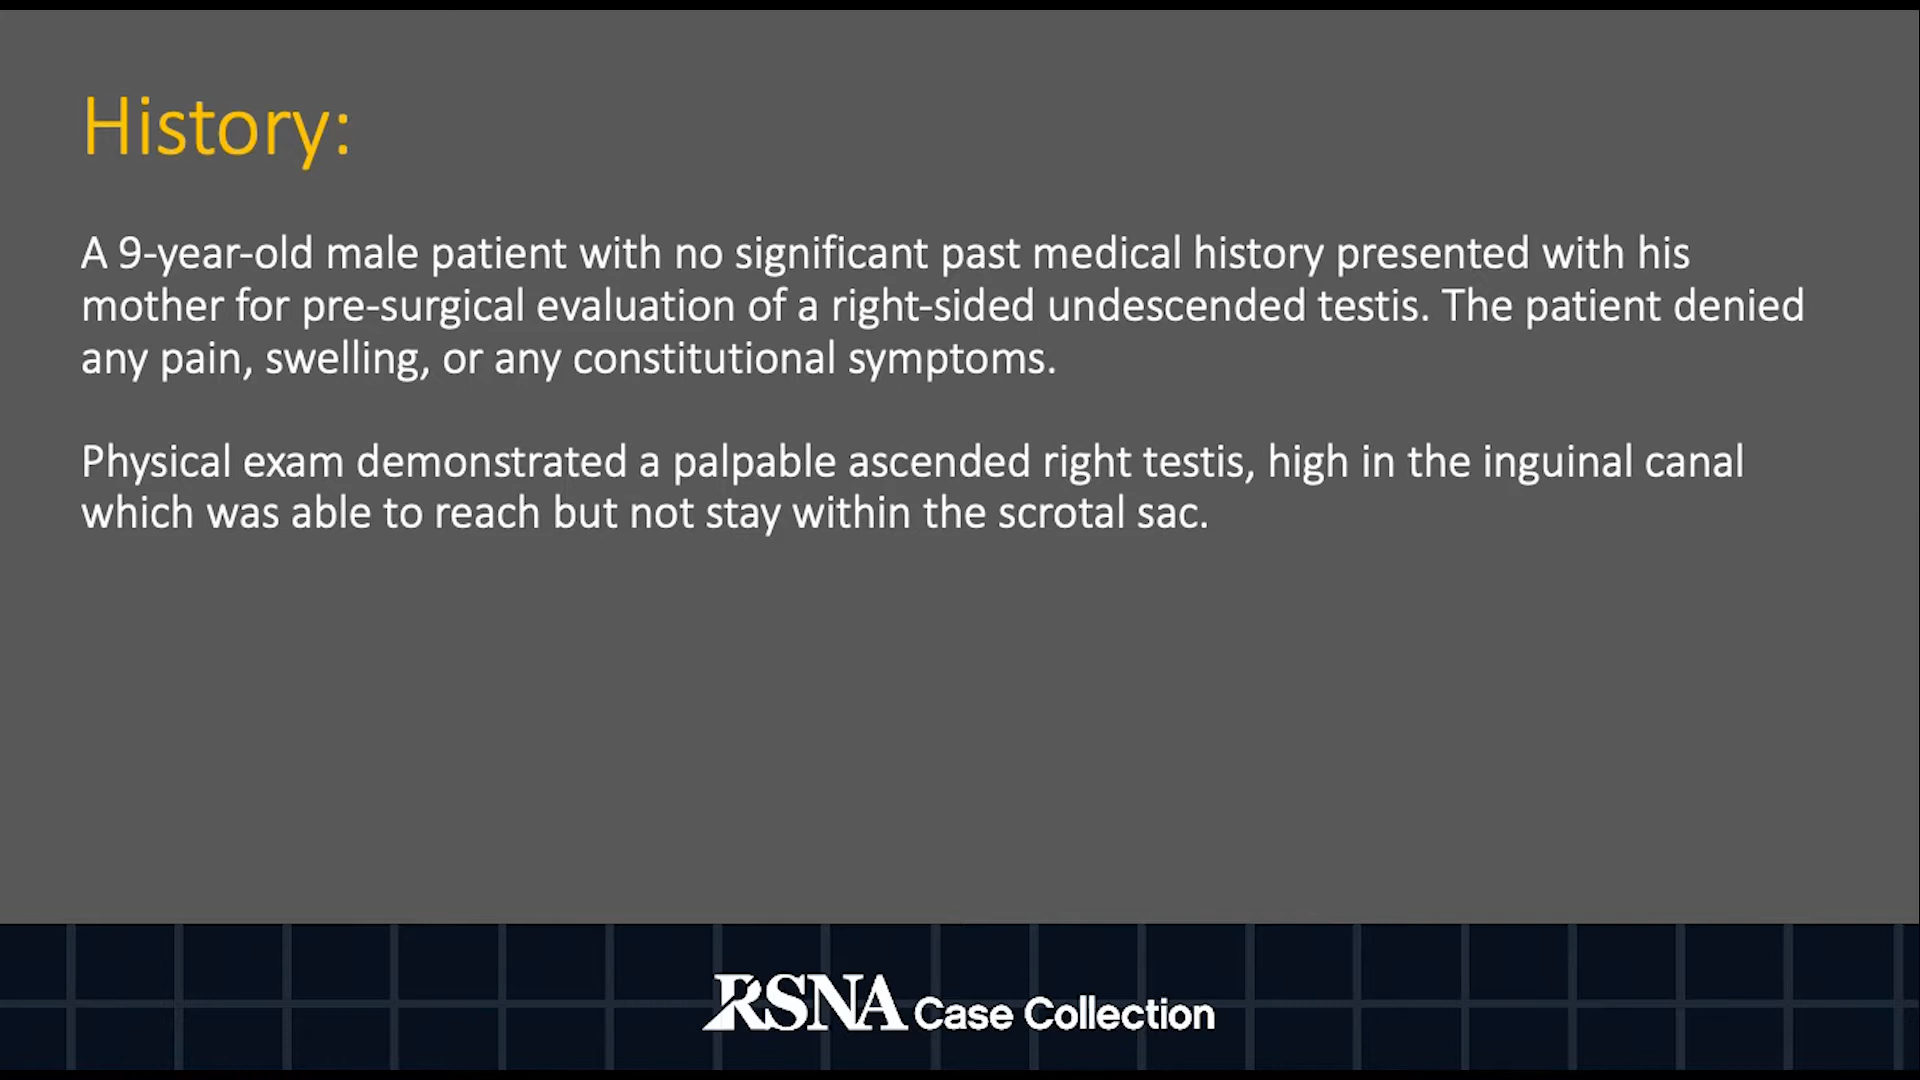 History:
A 9-year-old male patient with no significant past medical history presented with his
mother for pre-surgical evaluation of a right-sided undescended testis. The patient denied
any pain, swelling, or any constitutional symptoms.
Physical exam demonstrated a palpable ascended right testis, high in the inguinal canal
which was able to reach but not stay within the scrotal sac.
RSNA Case Collection